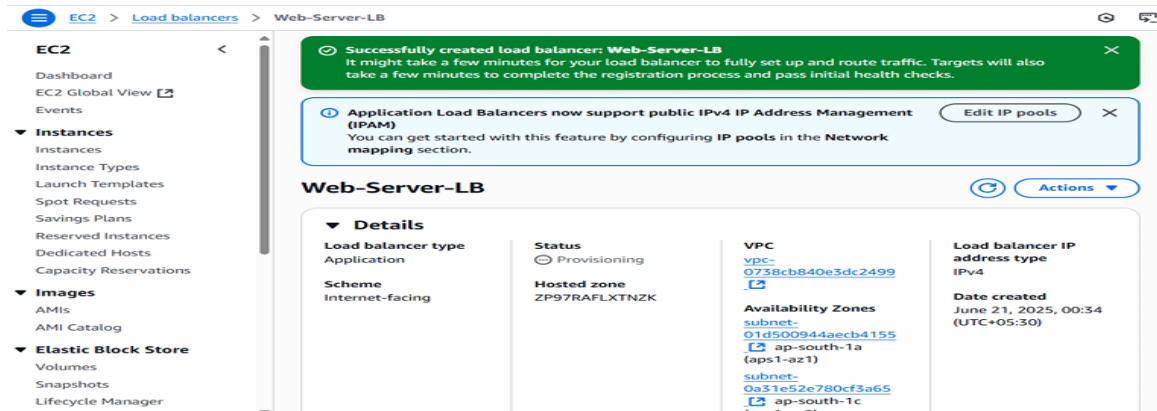 EC2 > Load balancers > Web-Server-LB
EC2
Dashboard
EC2 Global View
Events
Instances
Instances
Instance Types
Launch Templates
Spot Requests
Savings Plans
Reserved Instances
Dedicated Hosts
Capacity Reservations
Images
AMIs
AMI Catalog
Elastic Block Store
Volumes
Snapshots
Lifecycle Manager
Successfully created load balancer: Web-Server-LB
It might take a few minutes for your load balancer to fully set up and route traffic. Targets will also
take a few minutes to complete the registration process and pass initial health checks.
Application Load Balancers now support public IPv4 IP Address Management
(IPAM)
You can get started with this feature by configuring IP pools in the Network
mapping section.
Edit IP pools
Web-Server-LB
Actions
Details
Load balancer type
Application
Scheme
Internet-facing
Status
Provisioning
Hosted zone
ZP97RAFLXTNZK
VPC
vpc-
0738cb840e3dc2499
Availability Zones
subnet-
01d500944aecb4155
ap-south-1a
(aps1-az1)
subnet-
0a31e52e780cf3a65
ap-south-1c
Load balancer IP
address type
IPv4
Date created
June 21, 2025, 00:34
(UTC+05:30)